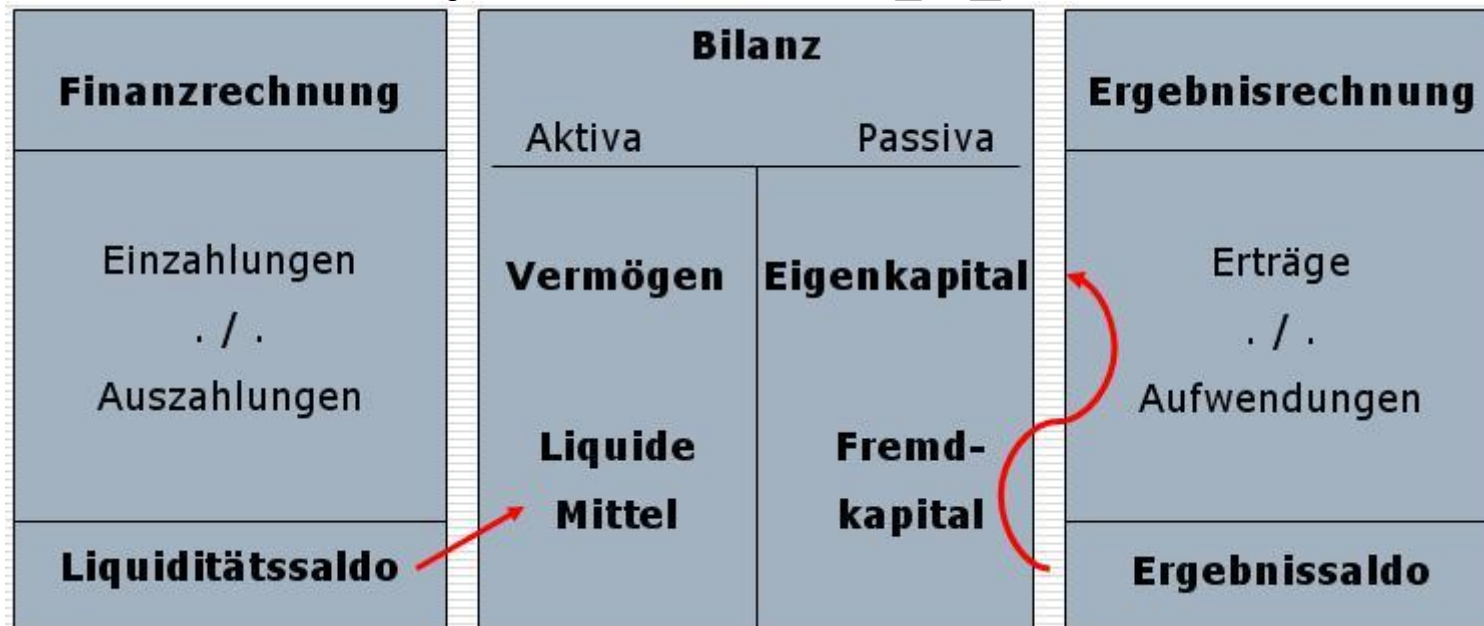 Finanzrechnung
Einzahlungen
. / .
Auszahlungen
Liquiditätssaldo
Bilanz
Aktiva Passiva
Vermögen Eigenkapital
Liquide Fremd-
Mittel kapital
Ergebnisrechnung
Erträge
. / .
Aufwendungen
Ergebnissaldo